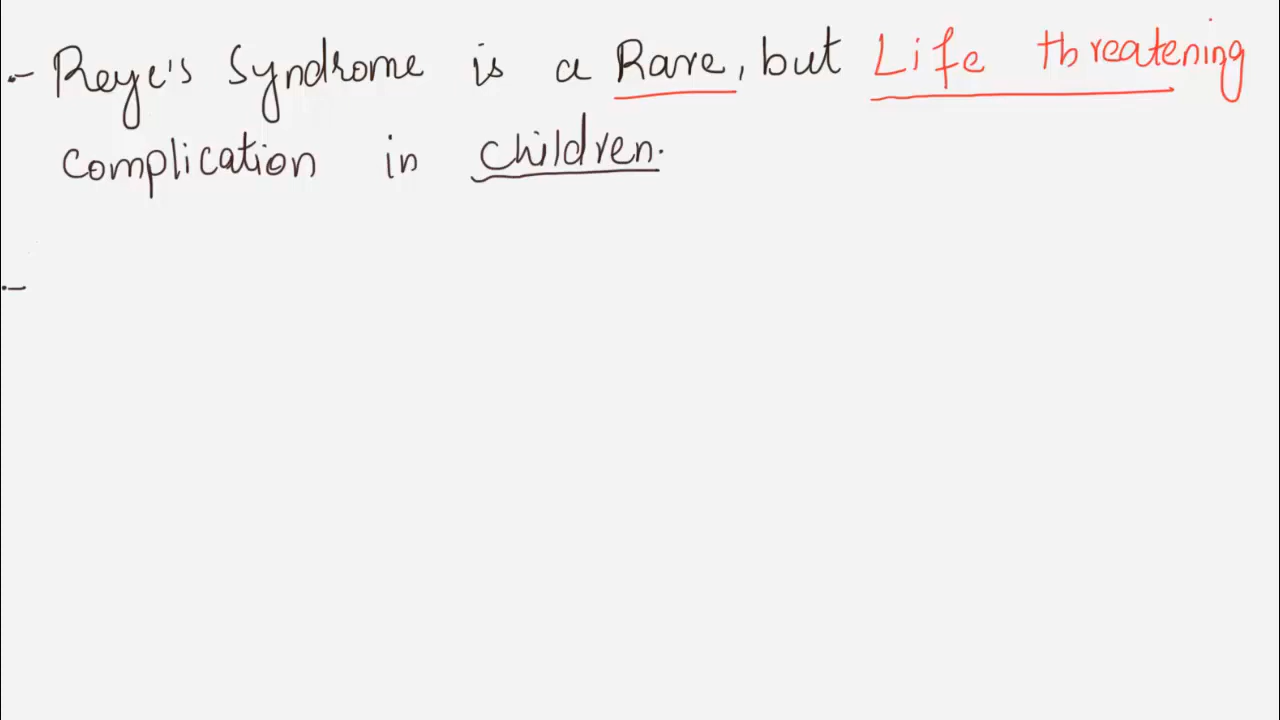 .- Reye's Syndrome is a Rare, but Life threatening
complication in children.
.-